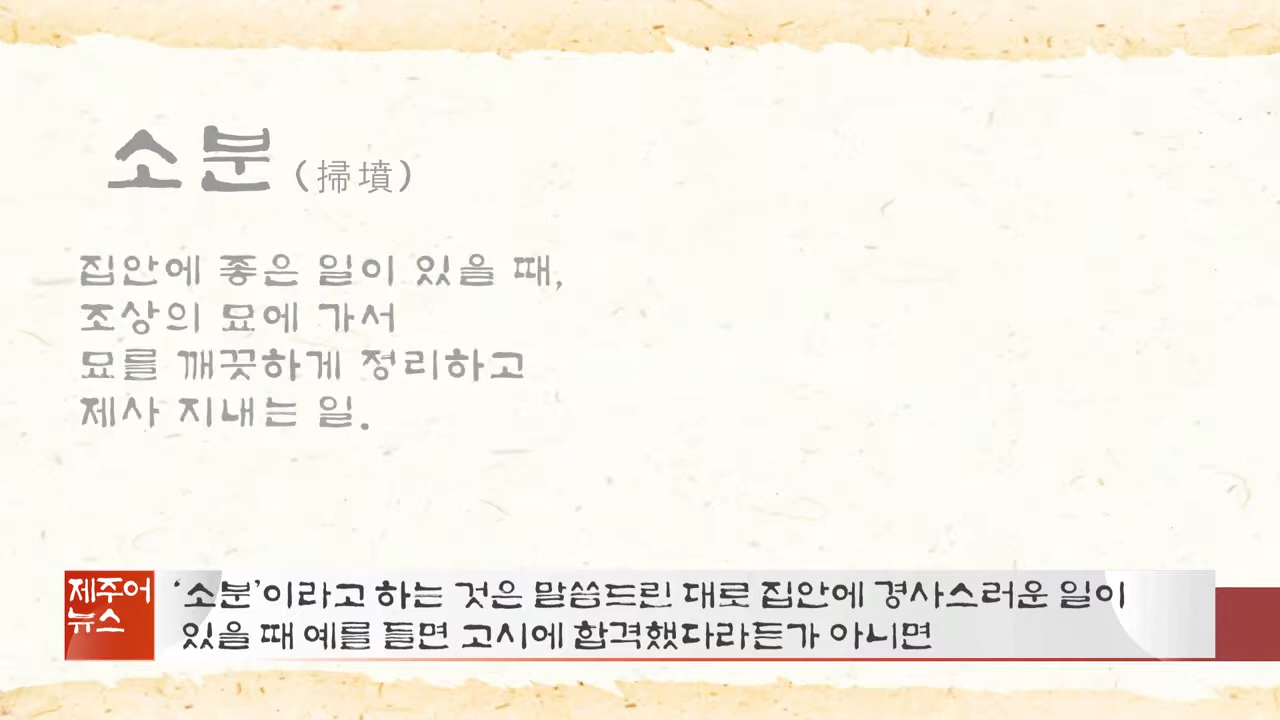 소분(掃墳)
집안에 좋은 일이 있을 때,
조상의 묘에 가서
묘를 깨끗하게 정리하고
제사 지내는 일.
제주어
뉴스
‘소분’이라고 하는 것은 말씀드린 대로 집안에 경사스러운 일이
있을 때 예를 들면 고시에 합격했다라든가 아니면